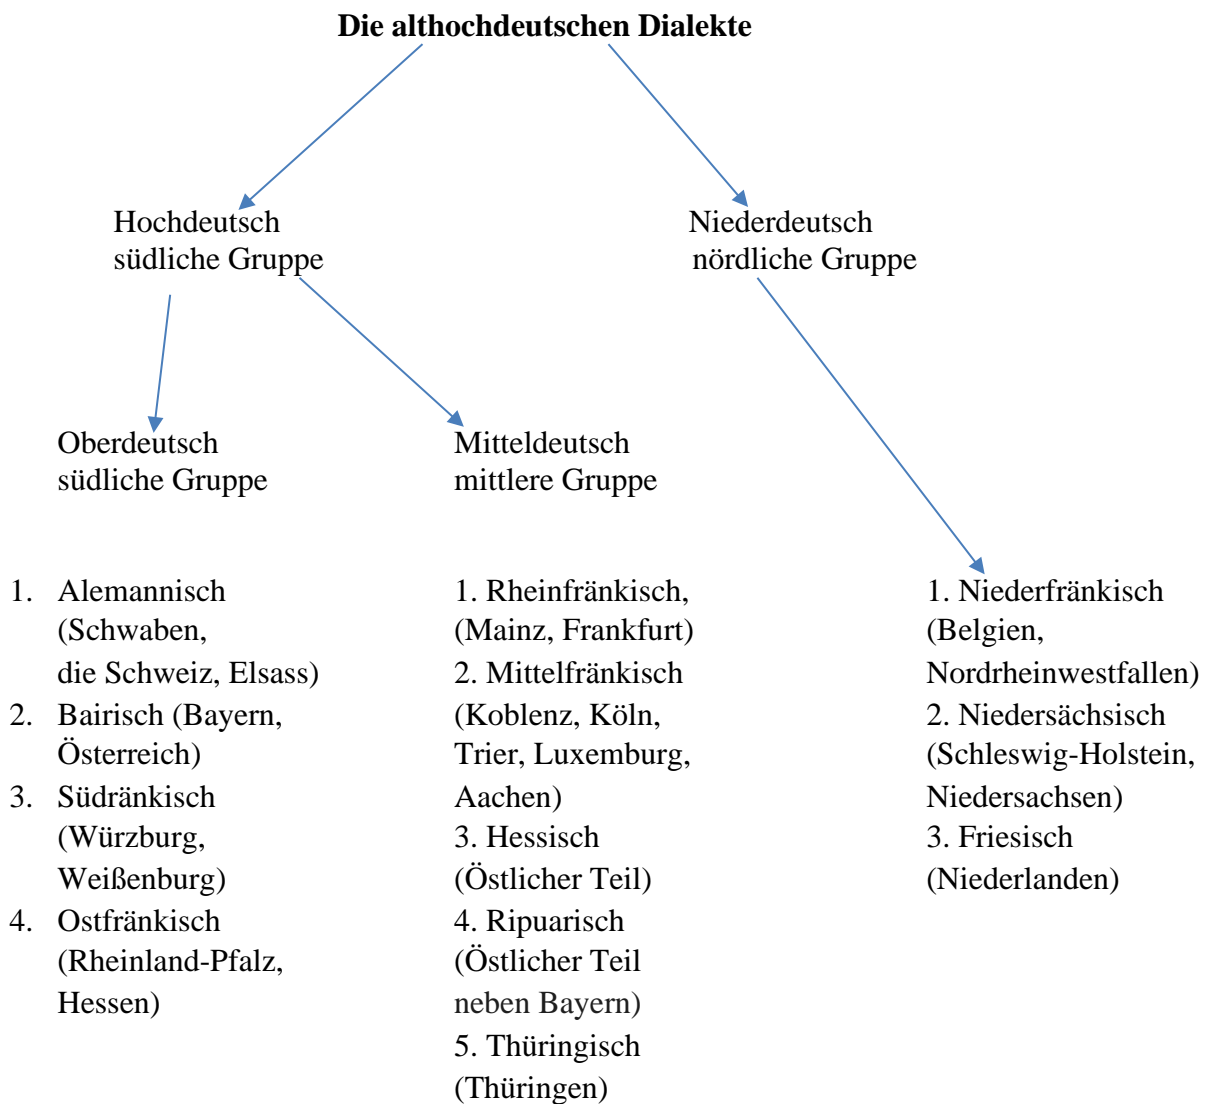 Die althochdeutschen Dialekte
Hochdeutsch
südliche Gruppe
Niederdeutsch
nördliche Gruppe
Oberdeutsch
südliche Gruppe
Mitteldeutsch
mittlere Gruppe
1. Alemannisch
(Schwaben,
die Schweiz, Elsass)
2. Bairisch (Bayern,
Österreich)
3. Südränkisch
(Würzburg,
Weißenburg)
4. Ostfränkisch
(Rheinland-Pfalz,
Hessen)
1. Rheinfränkisch,
(Mainz, Frankfurt)
2. Mittelfränkisch
(Koblenz, Köln,
Trier, Luxemburg,
Aachen)
3. Hessisch
(Östlicher Teil)
4. Ripuarisch
(Östlicher Teil
neben Bayern)
5. Thüringisch
(Thüringen)
1. Niederfränkisch
(Belgien,
Nordrheinwestfallen)
2. Niedersächsisch
(Schleswig-Holstein,
Niedersachsen)
3. Friesisch
(Niederlanden)